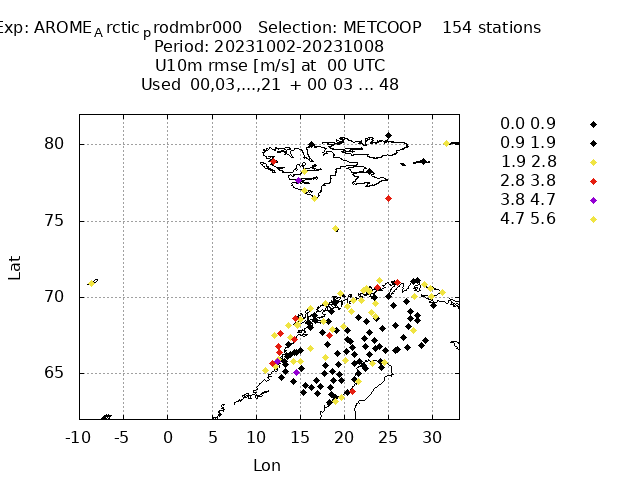 Exp: AROME_Arctic_prodmbr000 Selection: METCOOP 154 stations
Period: 20231002-20231008
U10m rmse [m/s] at 00 UTC
Used 00,03,...,21 + 00 03 ... 48
0.0 0.9
0.9 1.9
1.9 2.8
2.8 3.8
3.8 4.7
4.7 5.6
80
75
70
65
Lat
-10 -5 0 5 10 15 20 25 30
Lon